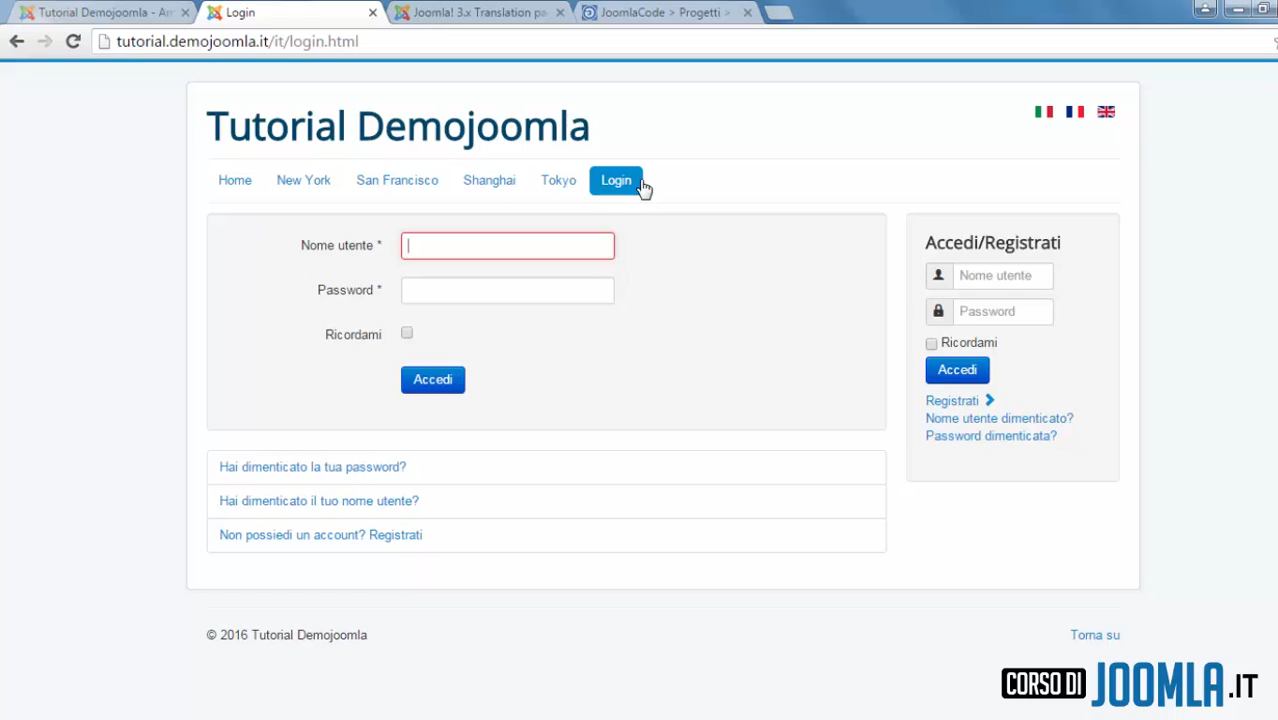 Tutorial Demojoomla - Am
Login
Joomla! 3.x Translation pa
JoomlaCode > Progetti >
tutorial.demojoomla.it/it/login.html
Tutorial Demojoomla
Home New York San Francisco Shanghai Tokyo Login
Nome utente *
Password *
Ricordami
Accedi
Hai dimenticato la tua password?
Hai dimenticato il tuo nome utente?
Non possiedi un account? Registrati
Accedi/Registrati
Nome utente
Password
Ricordami
Accedi
Registrati
Nome utente dimenticato?
Password dimenticata?
© 2016 Tutorial Demojoomla
Torna su
CORSO DI JOOMLA.IT